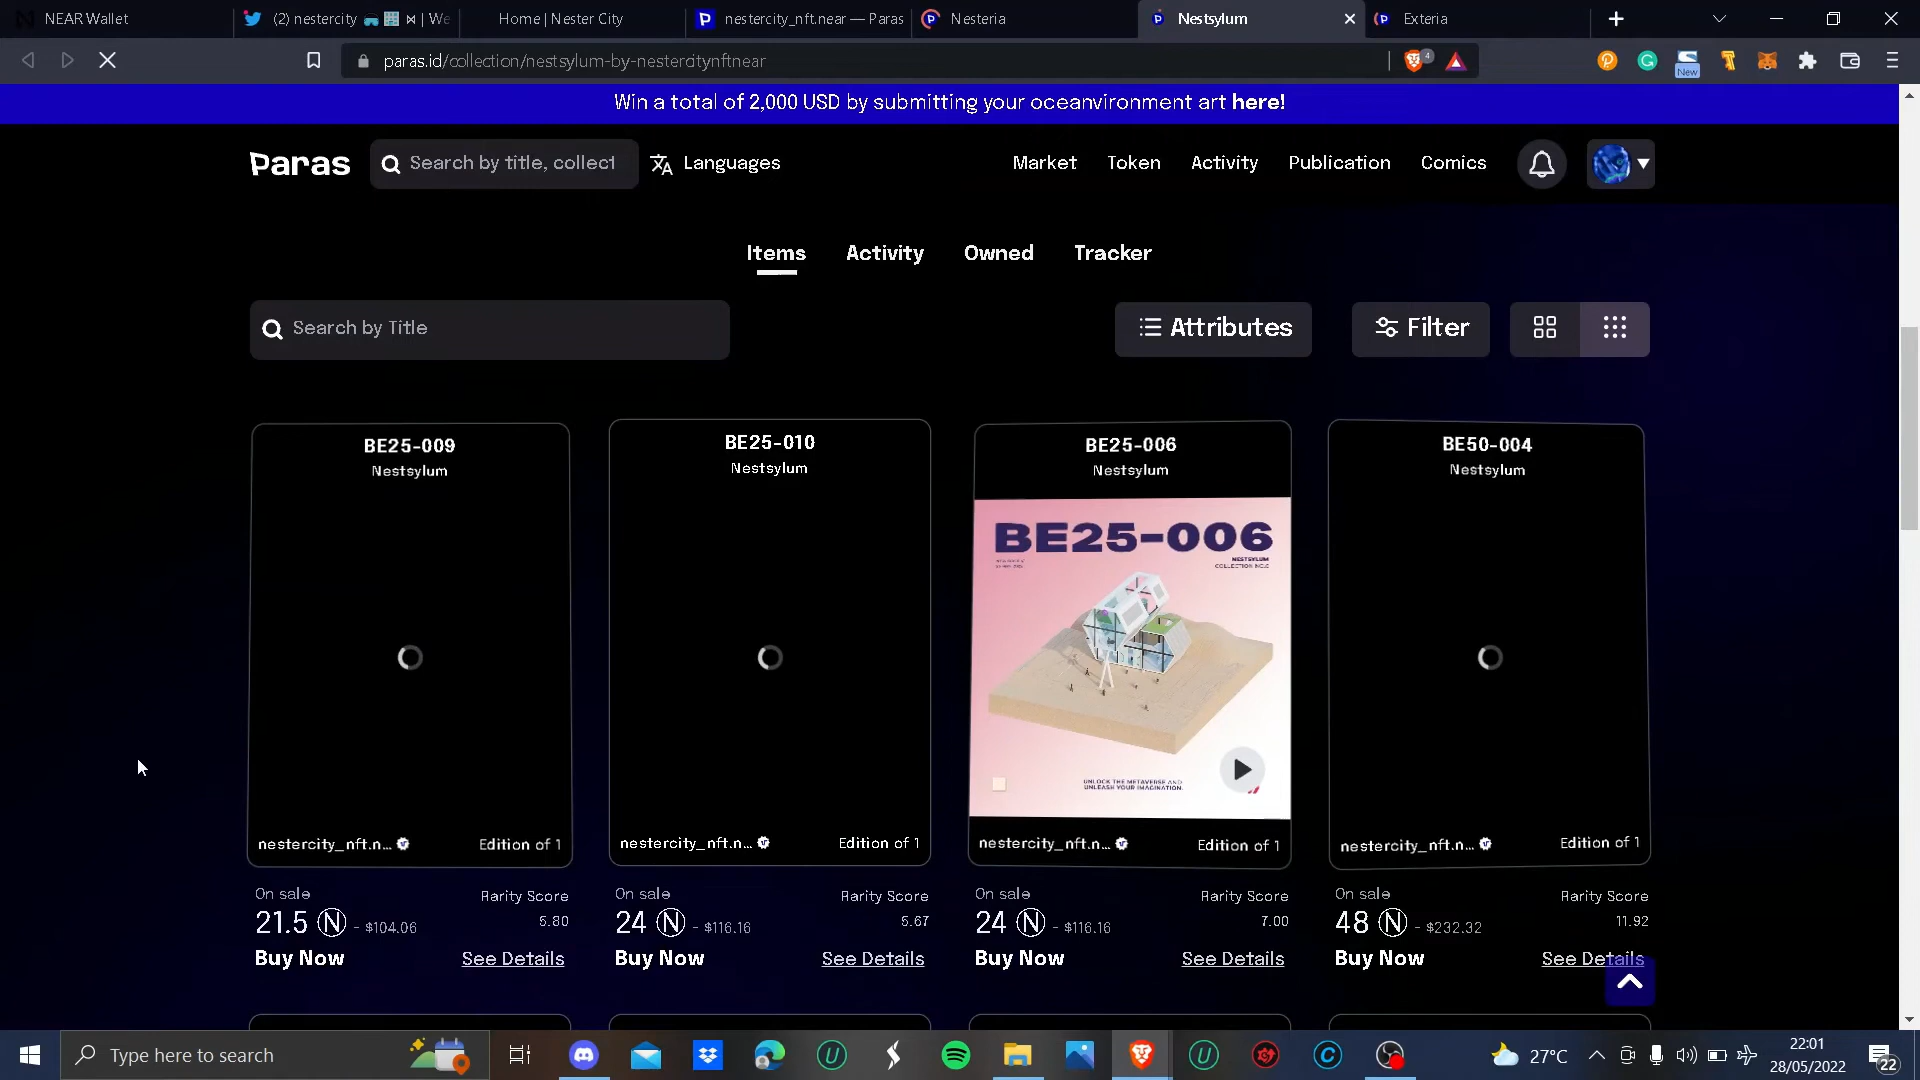 NEAR Wallet
(2) nestercity | We
Home | Nester City
nestercity_nft.near — Paras
Nesteria
Nestsylum
Exteria
paras.id/collection/nestsylum-by-nestercitynftnear
4
New
Win a total of 2,000 USD by submitting your oceanvironment art here!
Paras
Search by title, collect
Languages
Market
Token
Activity
Publication
Comics
Items
Activity
Owned
Tracker
Search by Title
Attributes
Filter
BE25-009
Nestsylum
BE25-010
Nestsylum
BE25-006
Nestsylum
BE50-004
Nestsylum
BE25-006
NESTSYLUM
UNLOCK THE METAVERSE AND
UNLEASH YOUR IMAGINATION.
nestercity_nft.n...
Edition of 1
nestercity_nft.n...
Edition of 1
nestercity_nft.n...
Edition of 1
nestercity_nft.n...
Edition of 1
On sale
Rarity Score
On sale
Rarity Score
On sale
Rarity Score
On sale
Rarity Score
21.5 - $104.06
5.80
24 - $116.16
5.67
24 - $116.16
7.00
48 - $232.32
11.92
Buy Now
See Details
Buy Now
See Details
Buy Now
See Details
Buy Now
See Details
Type here to search
27°C
22:01
28/05/2022
22